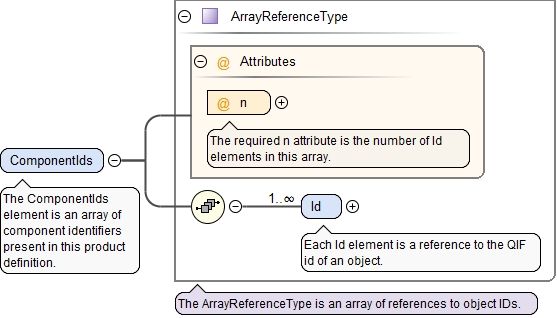 ArrayReferenceType
@ Attributes
@ n
The required n attribute is the number of Id
elements in this array.
ComponentIds
The ComponentIds
element is an array of
component identifiers
present in this product
definition.
1..∞
Id
Each Id element is a reference to the QIF
id of an object.
The ArrayReferenceType is an array of references to object IDs.